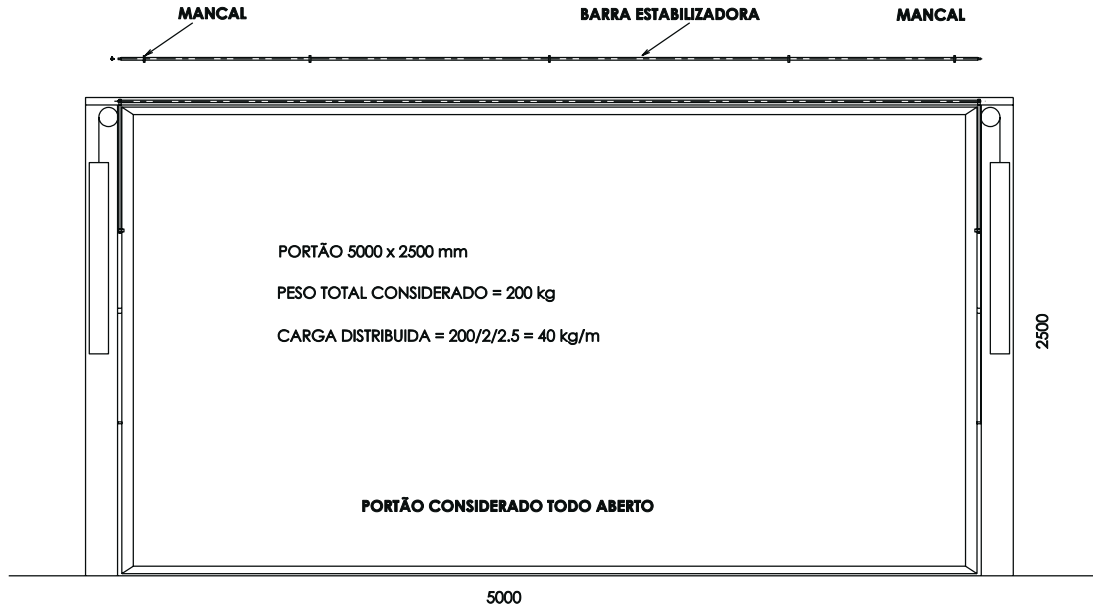 MANCAL
BARRA ESTABILIZADORA
MANCAL
PORTÃO 5000 x 2500 mm
PESO TOTAL CONSIDERADO = 200 kg
CARGA DISTRIBUIDA = 200/2/2.5 = 40 kg/m
2500
PORTÃO CONSIDERADO TODO ABERTO
5000